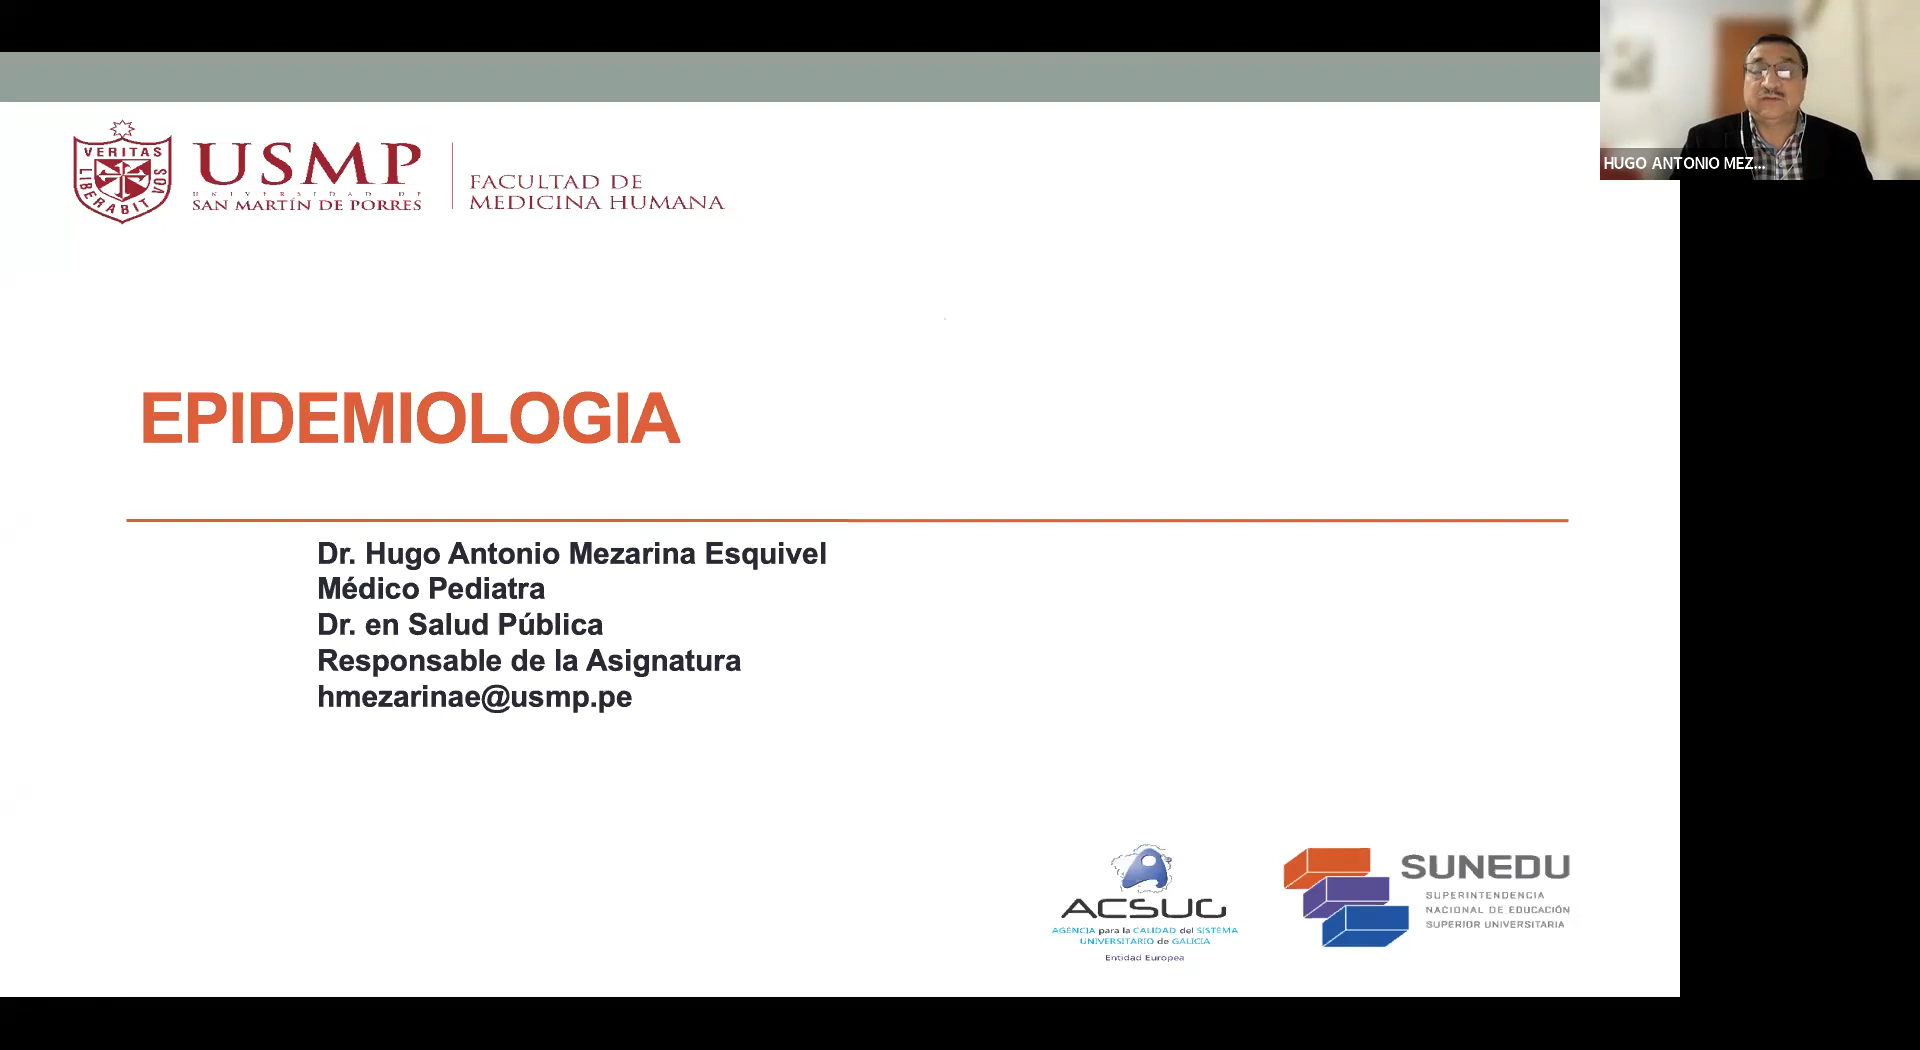 VERITAS
LIBERABIT
VOS
USMP
UNIVERSIDAD DE
SAN MARTÍN DE PORRES
FACULTAD DE
MEDICINA HUMANA
HUGO ANTONIO MEZ...
EPIDEMIOLOGIA
Dr. Hugo Antonio Mezarina Esquivel
Médico Pediatra
Dr. en Salud Pública
Responsable de la Asignatura
hmezarinae@usmp.pe
ACSUG
AGENCIA para la CALIDAD del SISTEMA
UNIVERSITARIO de GALICIA
Entidad Europea
SUNEDU
SUPERINTENDENCIA
NACIONAL DE EDUCACIÓN
SUPERIOR UNIVERSITARIA